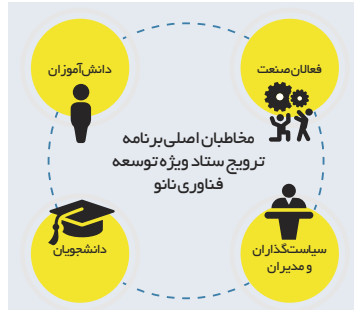 فعالان صنعت
دانش‌آموزان
مخاطبان اصلی برنامه
ترویج ستاد ویژه توسعه
فناوری نانو
سیاست‌گذاران
و مدیران
دانشجویان